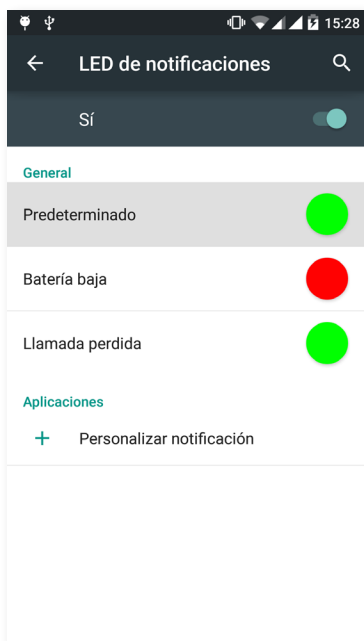 15:28
LED de notificaciones
Sí
General
Predeterminado
Batería baja
Llamada perdida
Aplicaciones
Personalizar notificación